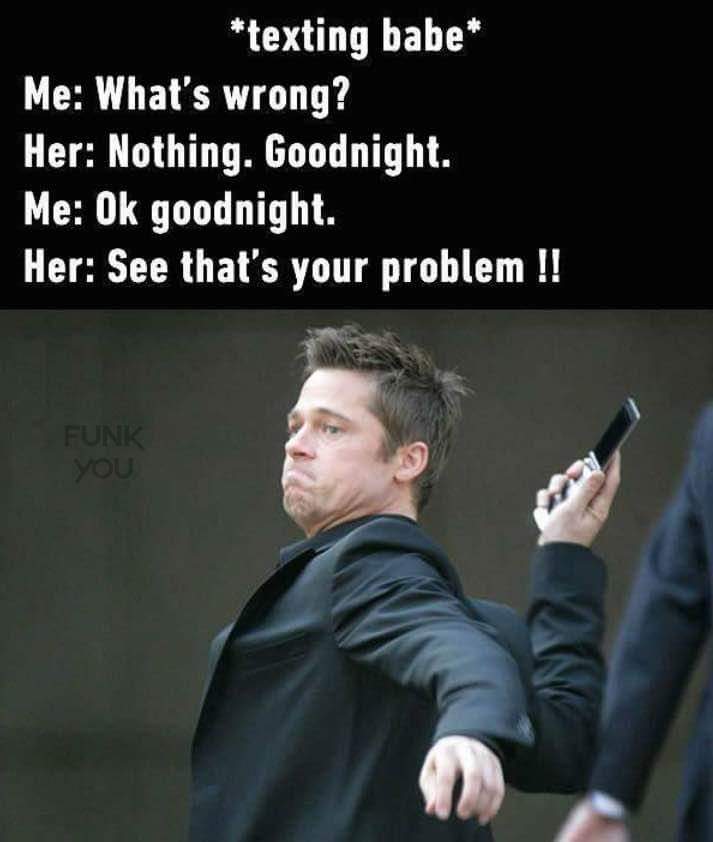 *texting babe*
Me: What's wrong?
Her: Nothing. Goodnight.
Me: Ok goodnight.
Her: See that's your problem !!
FUNK
YOU